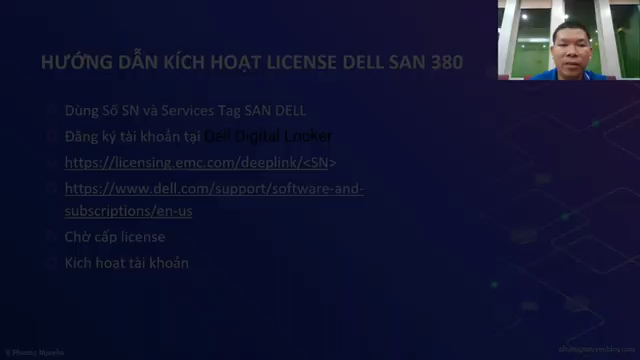 HƯỚNG DẪN KÍCH HOẠT LICENSE DELL SAN 380
Dùng Số SN và Services Tag SAN DELL
Đăng ký tài khoản tại Dell Digital Locker
https://licensing.emc.com/deeplink/<SN>
https://www.dell.com/support/software-and-
subscriptions/en-us
Chờ cấp license
Kích hoạt tài khoản